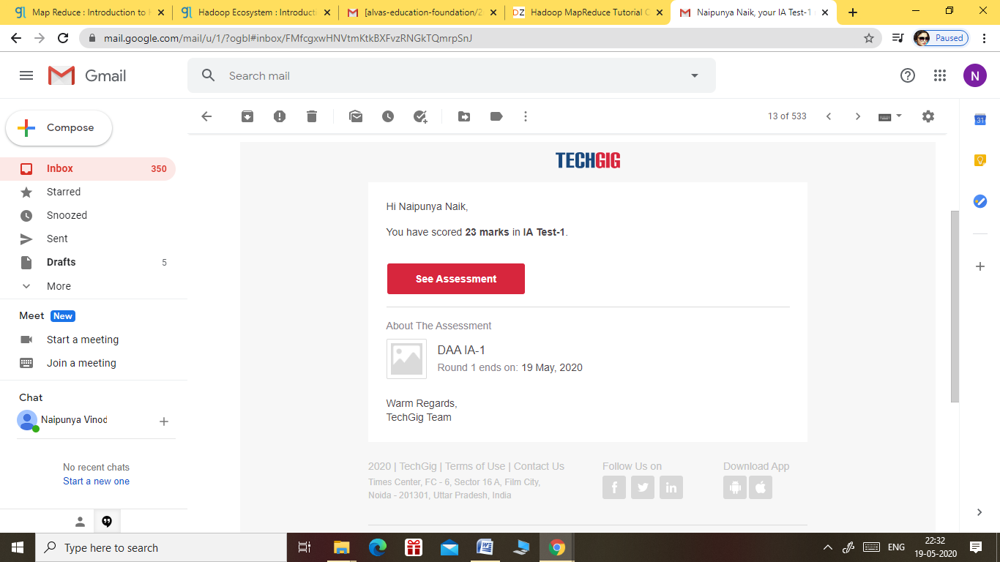 Map Reduce : Introduction to H
Hadoop Ecosystem : Introducti
[alvas-education-foundation/2
Hadoop MapReduce Tutorial C
Naipunya Naik, your IA Test-1
mail.google.com/mail/u/1/?ogbl#inbox/FMfcgxwHNVtmKtkBXFvzRNGkTQmrpSnJ
Paused
Gmail
Search mail
N
Compose
13 of 533
31
Inbox 350
Starred
Snoozed
Sent
Drafts 5
More
Meet New
Start a meeting
Join a meeting
Chat
Naipunya Vinod
No recent chats
Start a new one
TECHGIG
Hi Naipunya Naik,
You have scored 23 marks in IA Test-1.
See Assessment
About The Assessment
DAA IA-1
Round 1 ends on: 19 May, 2020
Warm Regards,
TechGig Team
2020 | TechGig | Terms of Use | Contact Us
Times Center, FC - 6, Sector 16 A, Film City,
Noida - 201301, Uttar Pradesh, India
Follow Us on
Download App
Type here to search
ENG
22:32
19-05-2020